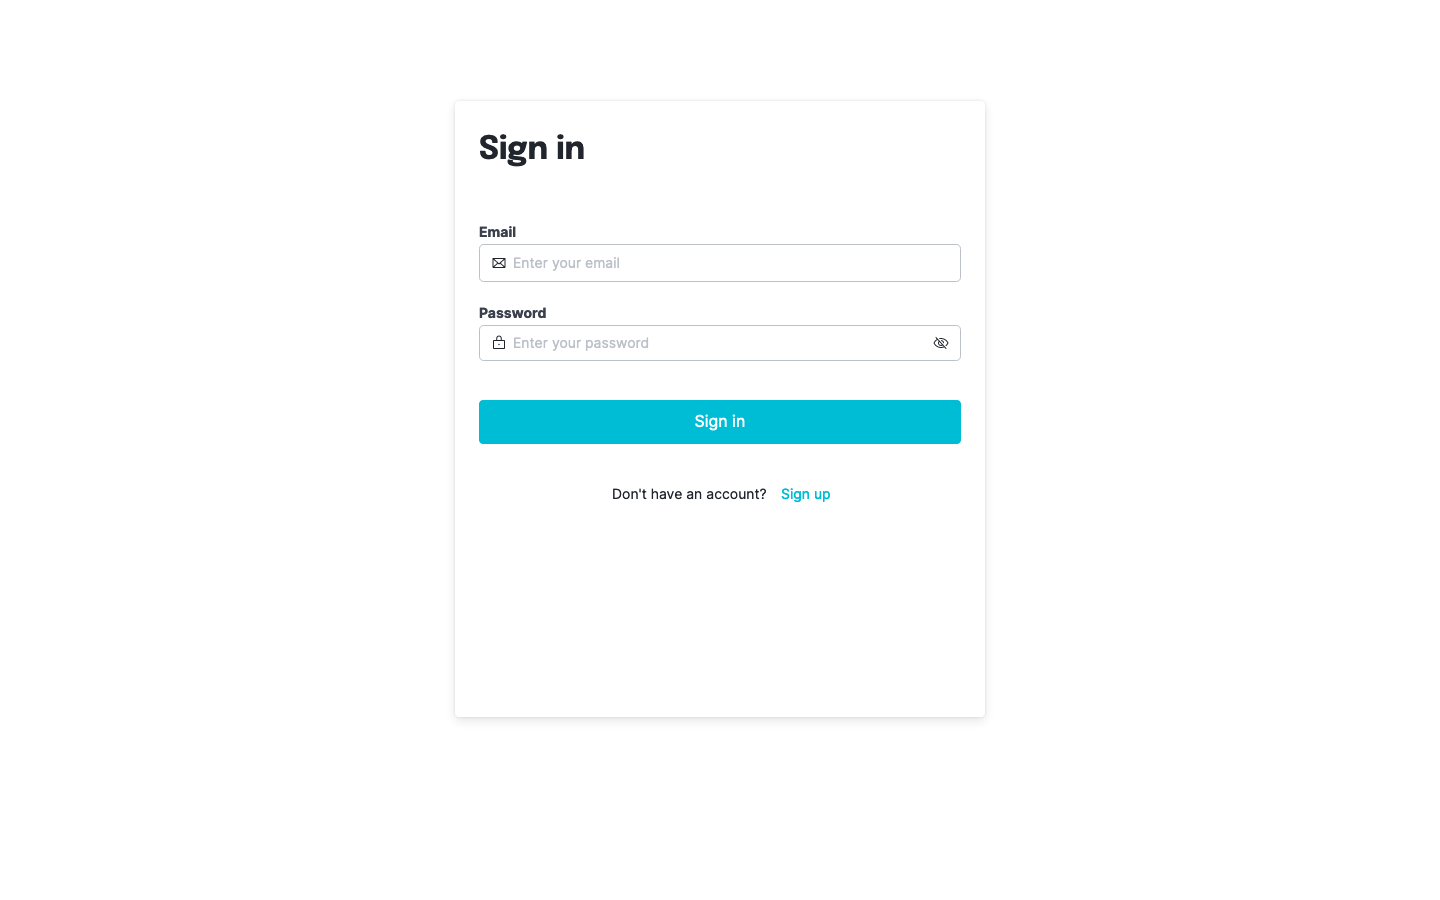 Sign in
Email
Enter your email
Password
Enter your password
Sign in
Don't have an account? Sign up